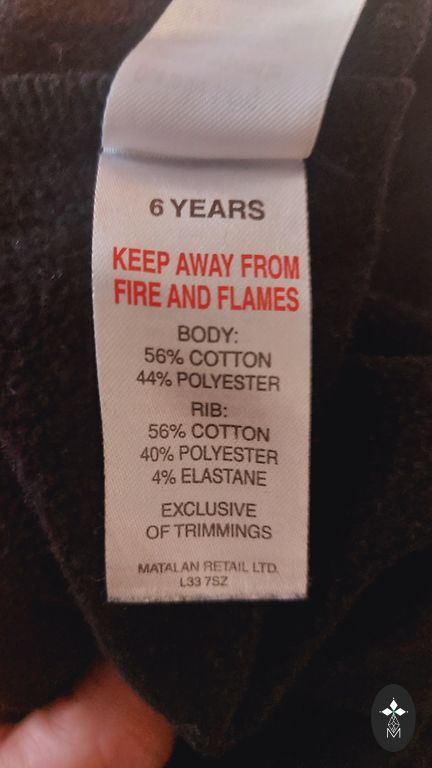 6 YEARS
KEEP AWAY FROM
FIRE AND FLAMES
BODY:
56% COTTON
44% POLYESTER
RIB:
56% COTTON
40% POLYESTER
4% ELASTANE
EXCLUSIVE
OF TRIMMINGS
MATALAN RETAIL LTD.
L33 7SZ
M